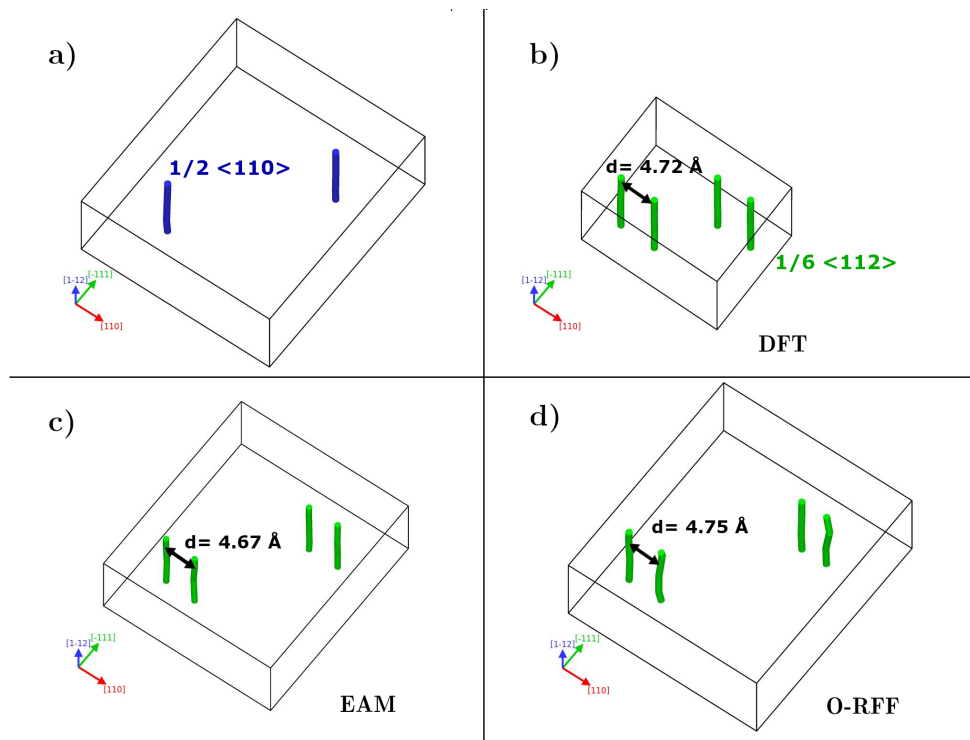 a)
1/2 <110>
[1-12]
[-111]
[110]
b)
d= 4.72 Å
1/6 <112>
[1-12]
[-111]
[110]
DFT
c)
d= 4.67 Å
[1-12]
[-111]
[110]
EAM
d)
d= 4.75 Å
[1-12]
[-111]
[110]
O-RFF